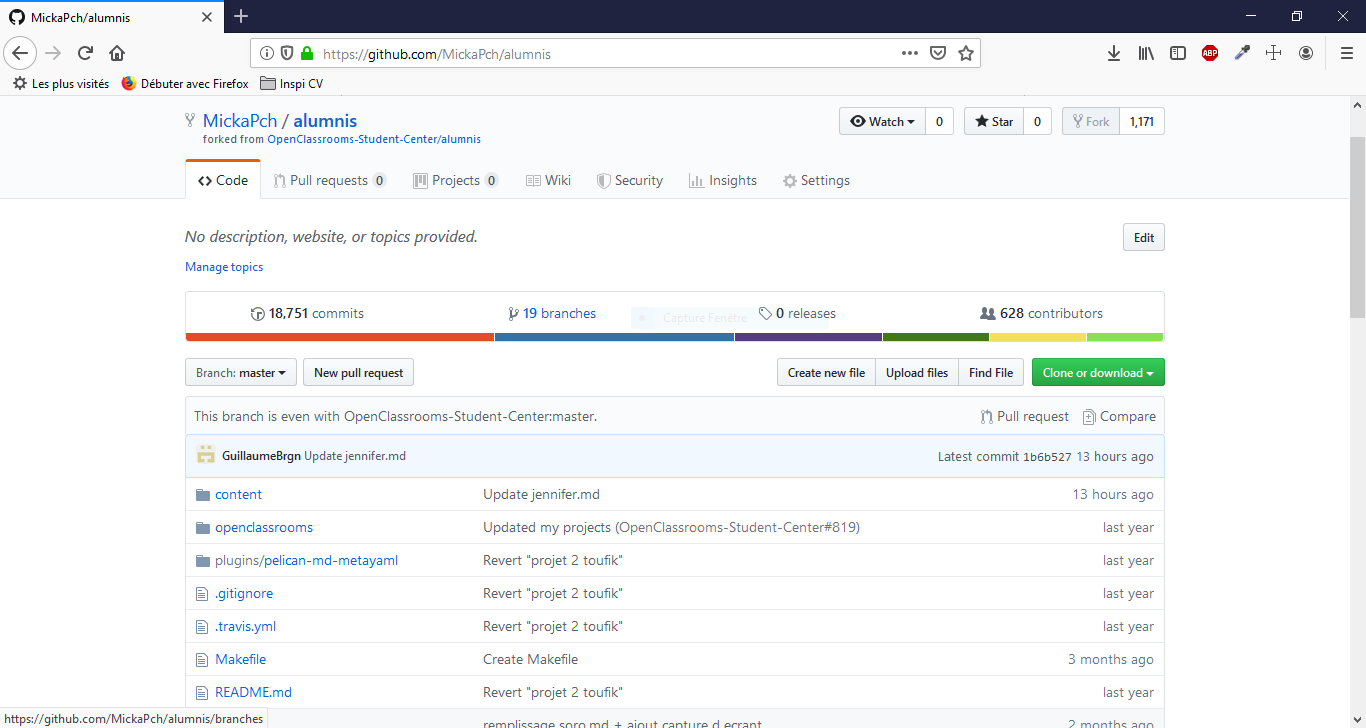 MickaPch/alumnis
https://github.com/MickaPch/alumnis
ABP
Les plus visités Débuter avec Firefox Inspi CV
MickaPch / alumnis
forked from OpenClassrooms-Student-Center/alumnis
Watch 0 Star 0 Fork 1,171
Code Pull requests 0 Projects 0 Wiki Security Insights Settings
No description, website, or topics provided. Edit
Manage topics
18,751 commits 19 branches 0 releases 628 contributors
Capture Fenêtre
Branch: master New pull request Create new file Upload files Find File Clone or download
This branch is even with OpenClassrooms-Student-Center:master. Pull request Compare
GuillaumeBrgn Update jennifer.md Latest commit 1b6b527 13 hours ago
content Update jennifer.md 13 hours ago
openclassrooms Updated my projects (OpenClassrooms-Student-Center#819) last year
plugins/pelican-md-metayaml Revert "projet 2 toufik" last year
.gitignore Revert "projet 2 toufik" last year
.travis.yml Revert "projet 2 toufik" last year
Makefile Create Makefile 3 months ago
README.md Revert "projet 2 toufik" last year
https://github.com/MickaPch/alumnis/branches
remplissage soro.md + ajout capture d ecrant 2 months ago